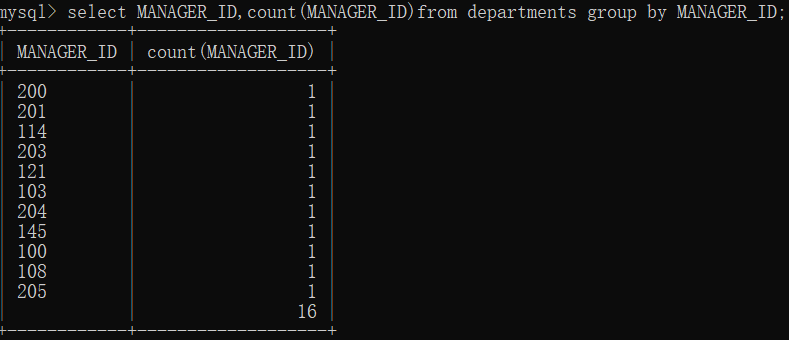 mysql> select MANAGER_ID,count(MANAGER_ID)from departments group by MANAGER_ID;
+------------+-------------------+
| MANAGER_ID | count(MANAGER_ID) |
+------------+-------------------+
| 200        |                 1 |
| 201        |                 1 |
| 114        |                 1 |
| 203        |                 1 |
| 121        |                 1 |
| 103        |                 1 |
| 204        |                 1 |
| 145        |                 1 |
| 100        |                 1 |
| 108        |                 1 |
| 205        |                 1 |
|            |                16 |
+------------+-------------------+